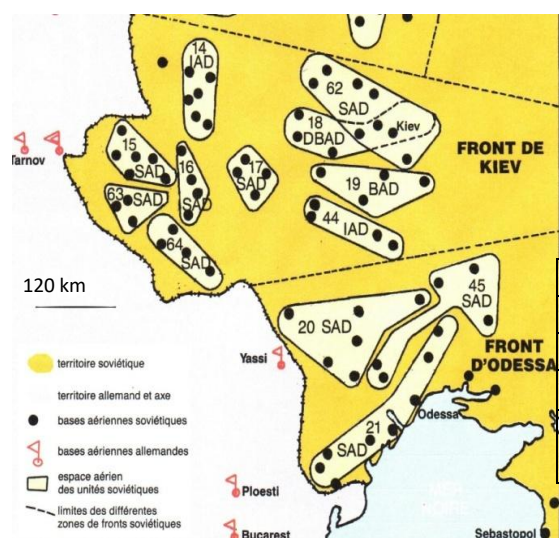 14
IAD
62
SAD
18
DBAD
Kiev
FRONT DE
KIEV
Tarnov
15
SAD
16
SAD
17
SAD
19
BAD
63
SAD
44
IAD
64
SAD
120 km
45
SAD
20 SAD
FRONT
D'ODESSA
Yassi
territoire soviétique
territoire allemand et axe
bases aériennes soviétiques
bases aériennes allemandes
espace aérien
des unités soviétiques
limites des différentes
zones de fronts soviétiques
21
SAD
Odessa
Ploesti
Bucarest
MER
NOIRE
Sebastopol